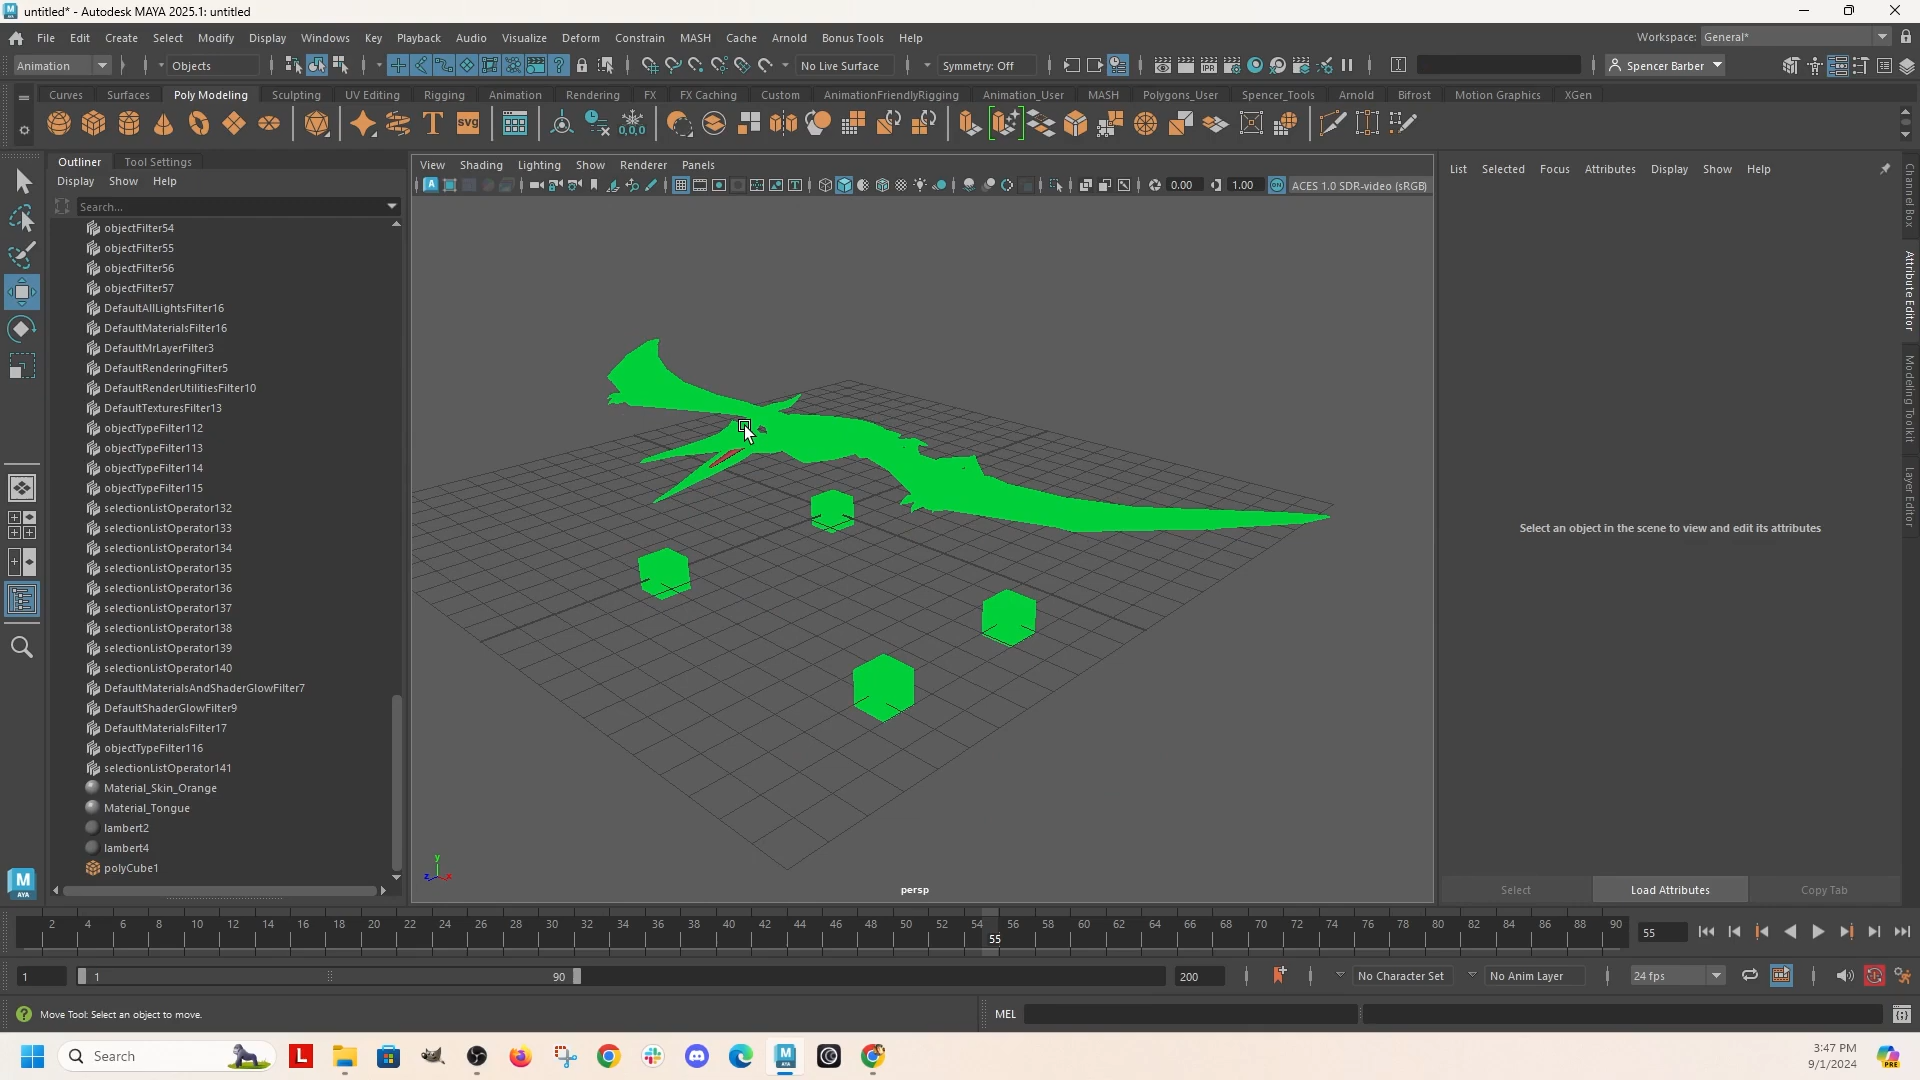 untitled* - Autodesk MAYA 2025.1: untitled
File Edit Create Select Modify Display Windows Key Playback Audio Visualize Deform Constrain MASH Cache Arnold Bonus Tools Help
Workspace: General*
Animation Objects No Live Surface Symmetry: Off Spencer Barber
Curves Surfaces Poly Modeling Sculpting UV Editing Rigging Animation Rendering FX FX Caching Custom AnimationFriendlyRigging Animation_User MASH Polygons_User Spencer_Tools Arnold Bifrost Motion Graphics XGen
Outliner Tool Settings
Display Show Help
Search...
objectFilter54
objectFilter55
objectFilter56
objectFilter57
DefaultAllLightsFilter16
DefaultMaterialsFilter16
DefaultMrLayerFilter3
DefaultRenderingFilter5
DefaultRenderUtilitiesFilter10
DefaultTexturesFilter13
objectTypeFilter112
objectTypeFilter113
objectTypeFilter114
objectTypeFilter115
selectionListOperator132
selectionListOperator133
selectionListOperator134
selectionListOperator135
selectionListOperator136
selectionListOperator137
selectionListOperator138
selectionListOperator139
selectionListOperator140
DefaultMaterialsAndShaderGlowFilter7
DefaultShaderGlowFilter9
DefaultMaterialsFilter17
objectTypeFilter116
selectionListOperator141
Material_Skin_Orange
Material_Tongue
lambert2
lambert4
polyCube1
View Shading Lighting Show Renderer Panels
0.00 1.00 ACES 1.0 SDR-video (sRGB)
y
z x
persp
List Selected Focus Attributes Display Show Help
Select an object in the scene to view and edit its attributes
Select Load Attributes Copy Tab
Channel Box
Attribute Editor
Modeling Toolkit
Layer Editor
2 4 6 8 10 12 14 16 18 20 22 24 26 28 30 32 34 36 38 40 42 44 46 48 50 52 54 56 58 60 62 64 66 68 70 72 74 76 78 80 82 84 86 88 90
55
55
1 1 90 200 No Character Set No Anim Layer 24 fps
Move Tool: Select an object to move.
MEL
Search
3:47 PM
9/1/2024